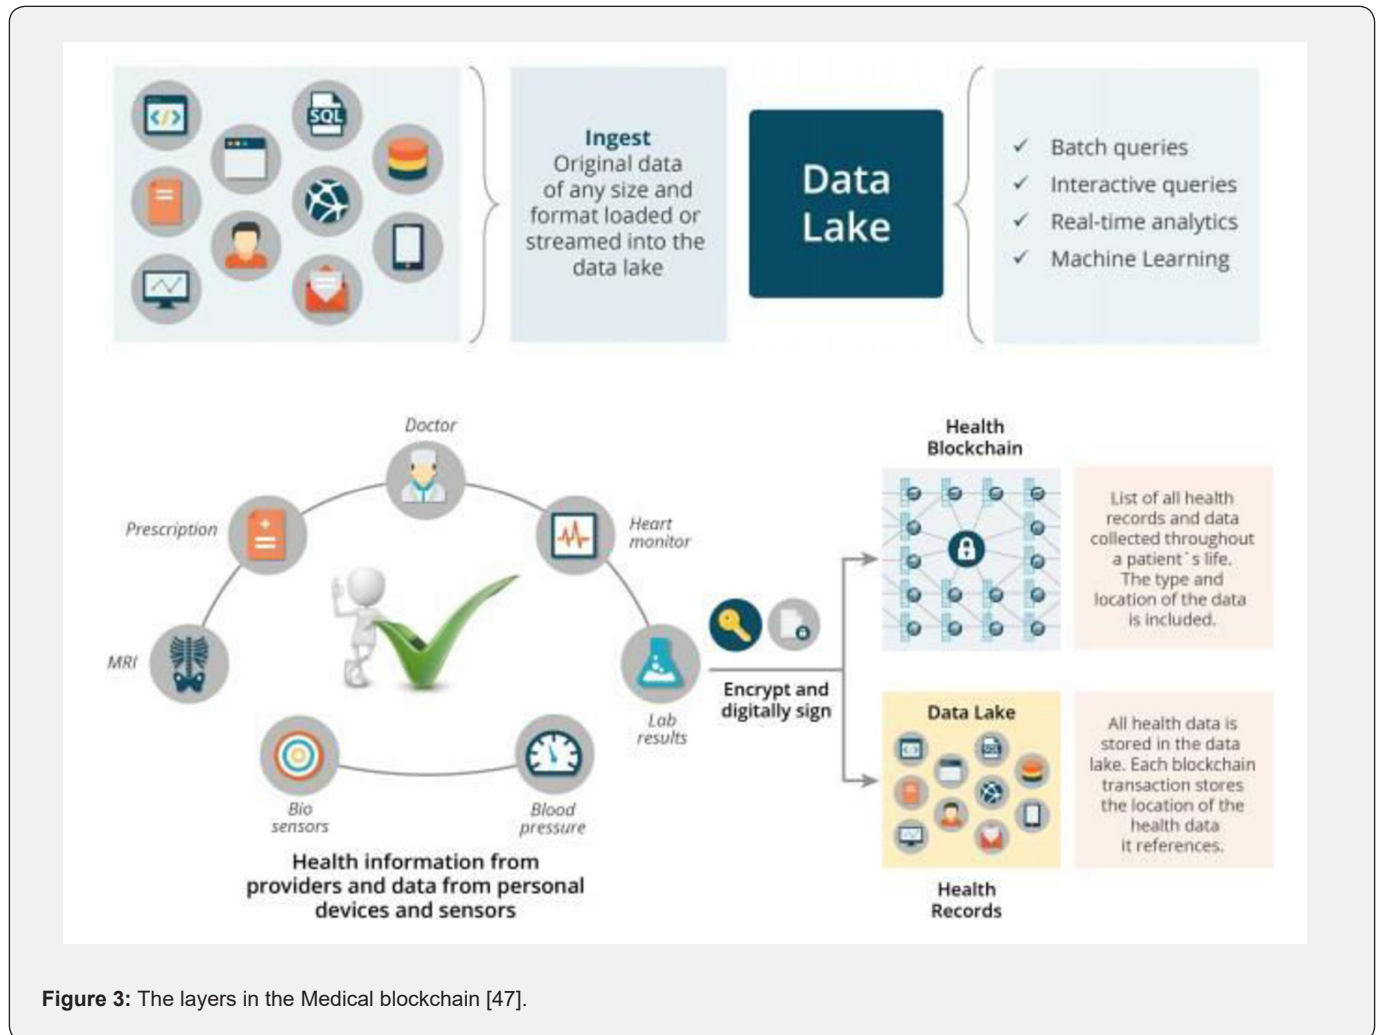 SQL
Ingest
Original data
of any size and
format loaded or
streamed into the
data lake
Data
Lake
✓ Batch queries
✓ Interactive queries
✓ Real-time analytics
✓ Machine Learning
Doctor
Prescription
Heart
monitor
MRI
Lab
results
Bio
sensors
Blood
pressure
Health information from
providers and data from personal
devices and sensors
Encrypt and
digitally sign
Health
Blockchain
List of all health
records and data
collected throughout
a patient´s life.
The type and
location of the data
is included.
Data Lake
SQL
Health
Records
All health data is
stored in the data
lake. Each blockchain
transaction stores
the location of the
health data
it references.
Figure 3: The layers in the Medical blockchain [47].